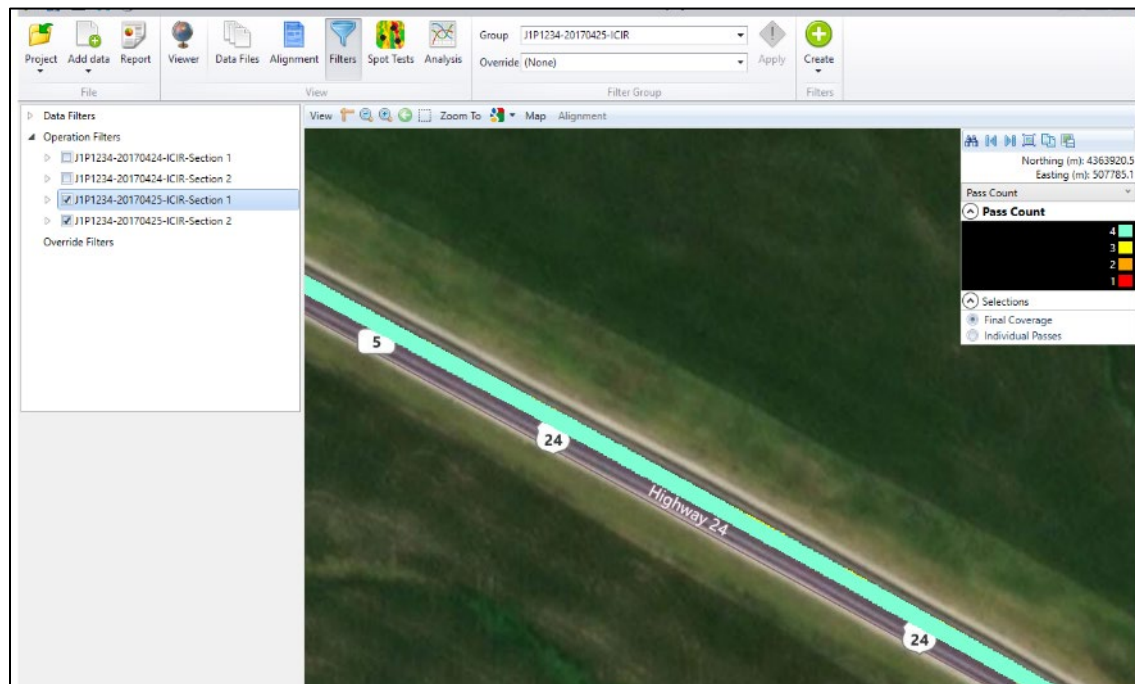 Project Add data Report Viewer Data Files Alignment Filters Spot Tests Analysis
Group J1P1234-20170425-ICIR
Override (None)
Apply Create
File View Filter Group Filters
Data Filters
Operation Filters
J1P1234-20170424-ICIR-Section 1
J1P1234-20170424-ICIR-Section 2
J1P1234-20170425-ICIR-Section 1
J1P1234-20170425-ICIR-Section 2
Override Filters
View Zoom To Map Alignment
Northing (m): 4363920.5
Easting (m): 507785.1
Pass Count
Pass Count
4
3
2
1
Selections
Final Coverage
Individual Passes
5
24
Highway 24
24